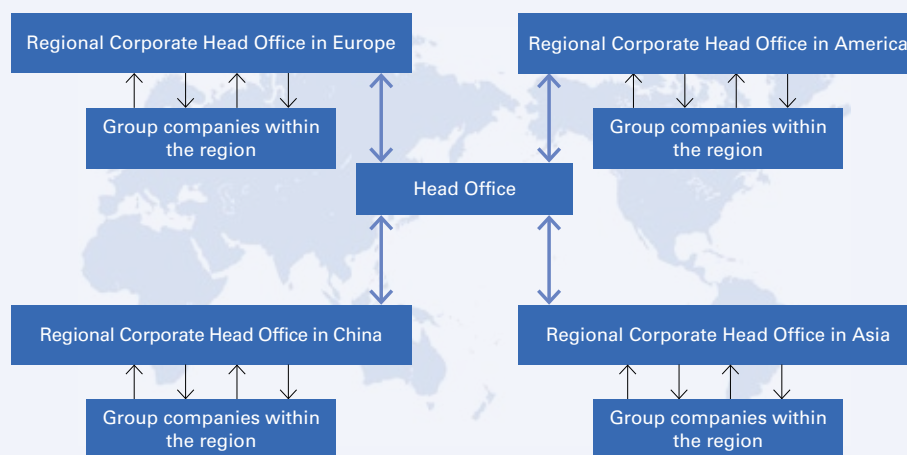 Regional Corporate Head Office in Europe
Regional Corporate Head Office in America
Group companies within
the region
Group companies within
the region
Head Office
Regional Corporate Head Office in China
Regional Corporate Head Office in Asia
Group companies within
the region
Group companies within
the region